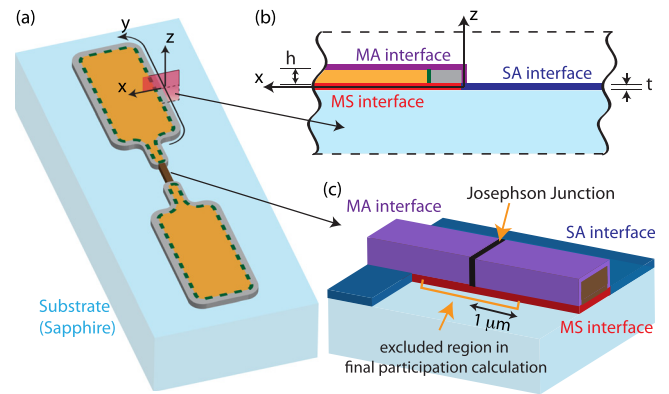 (a)
y
z
x
Substrate
(Sapphire)
(b)
z
h
MA interface
SA interface
x
t
MS interface
(c)
Josephson Junction
MA interface
SA interface
1 μm
MS interface
excluded region in
final participation calculation